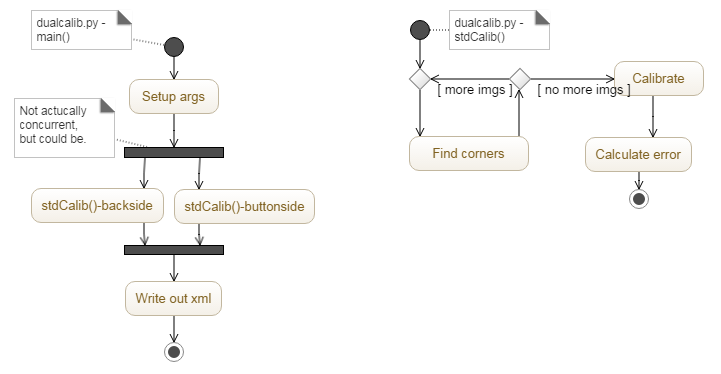 dualcalib.py -
main()
Setup args
Not actucally
concurrent,
but could be.
stdCalib()-backside
stdCalib()-buttonside
Write out xml
dualcalib.py -
stdCalib()
[ more imgs ]
[ no more imgs ]
Calibrate
Find corners
Calculate error